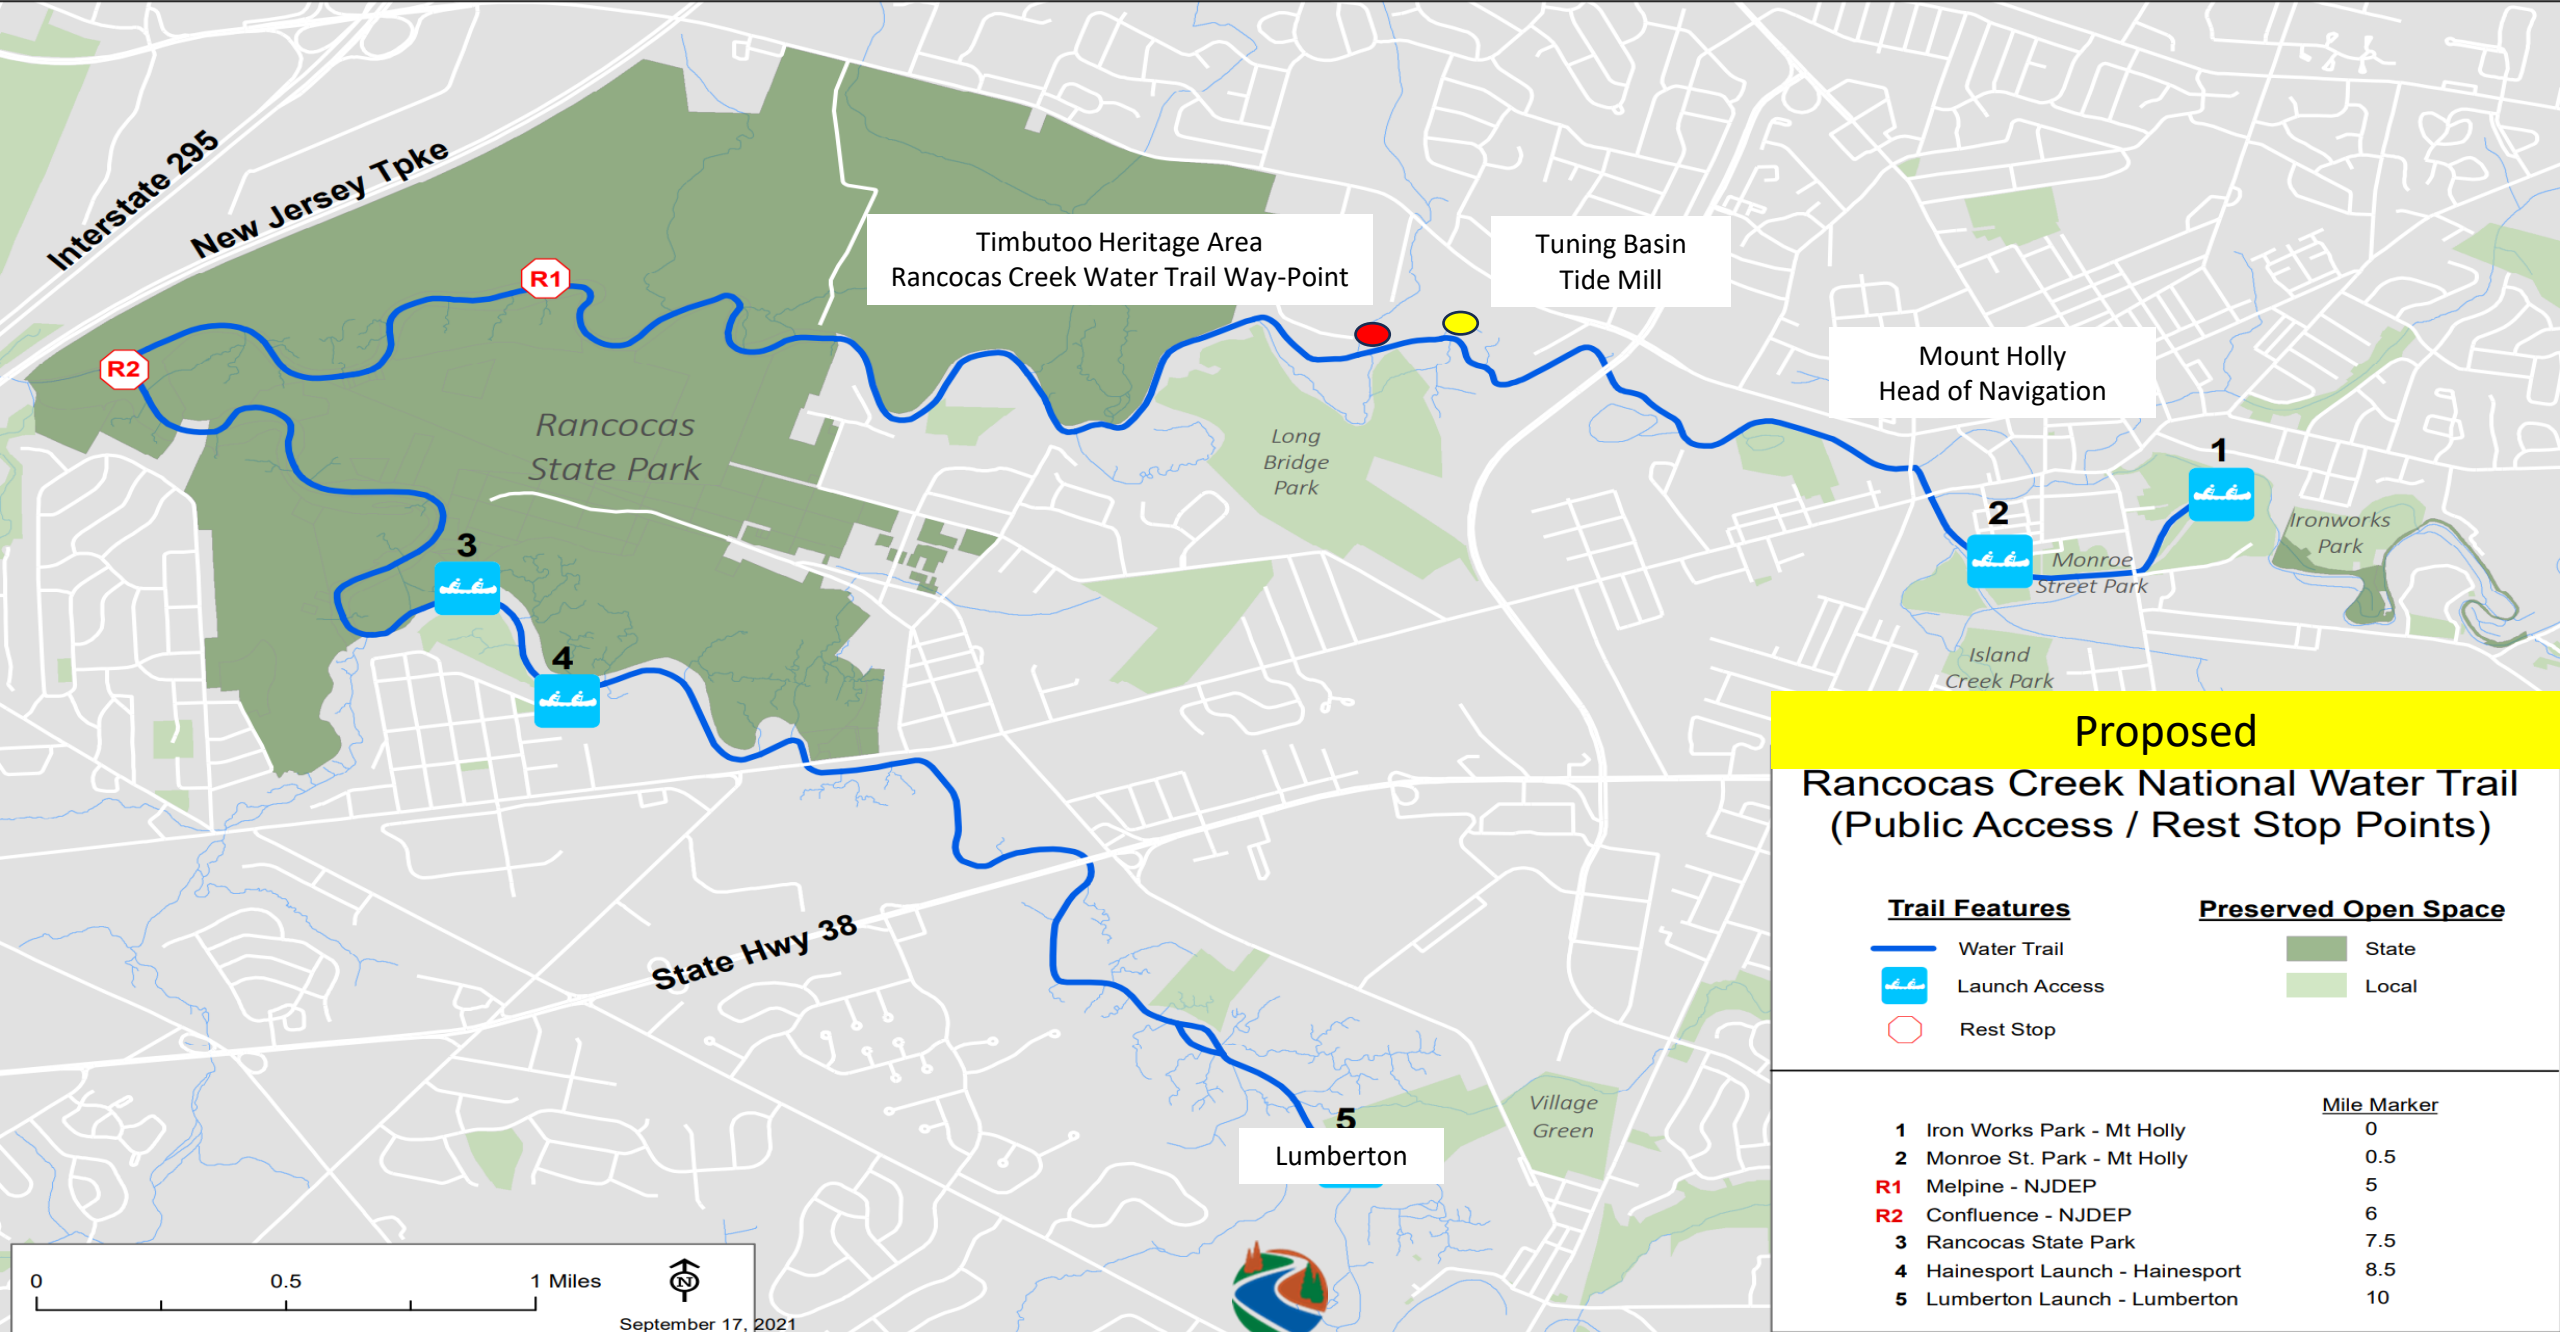 Interstate 295
New Jersey Tpke
R1
R2
Timbutoo Heritage Area
Rancocas Creek Water Trail Way-Point
Tuning Basin
Tide Mill
Mount Holly
Head of Navigation
Rancocas
State Park
Long
Bridge
Park
1
2
Ironworks
Park
Monroe
Street Park
Island
Creek Park
3
4
State Hwy 38
5
Lumberton
Village
Green
Proposed
Rancocas Creek National Water Trail
(Public Access / Rest Stop Points)
Trail Features
Water Trail
Launch Access
Rest Stop
Preserved Open Space
State
Local
Mile Marker
1 Iron Works Park - Mt Holly 0
2 Monroe St. Park - Mt Holly 0.5
R1 Melpine - NJDEP 5
R2 Confluence - NJDEP 6
3 Rancocas State Park 7.5
4 Hainesport Launch - Hainesport 8.5
5 Lumberton Launch - Lumberton 10
0 0.5 1 Miles
N
September 17, 2021